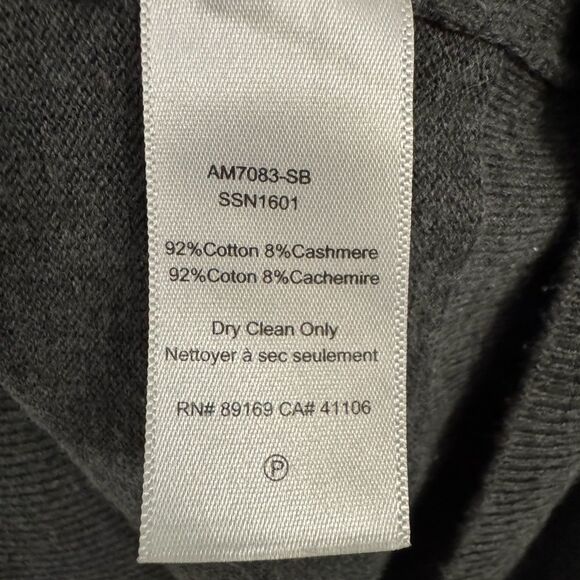 AM7083-SB
SSN1601
92%Cotton 8%Cashmere
92%Coton 8%Cachemire
Dry Clean Only
Nettoyer à sec seulement
RN# 89169 CA# 41106
P